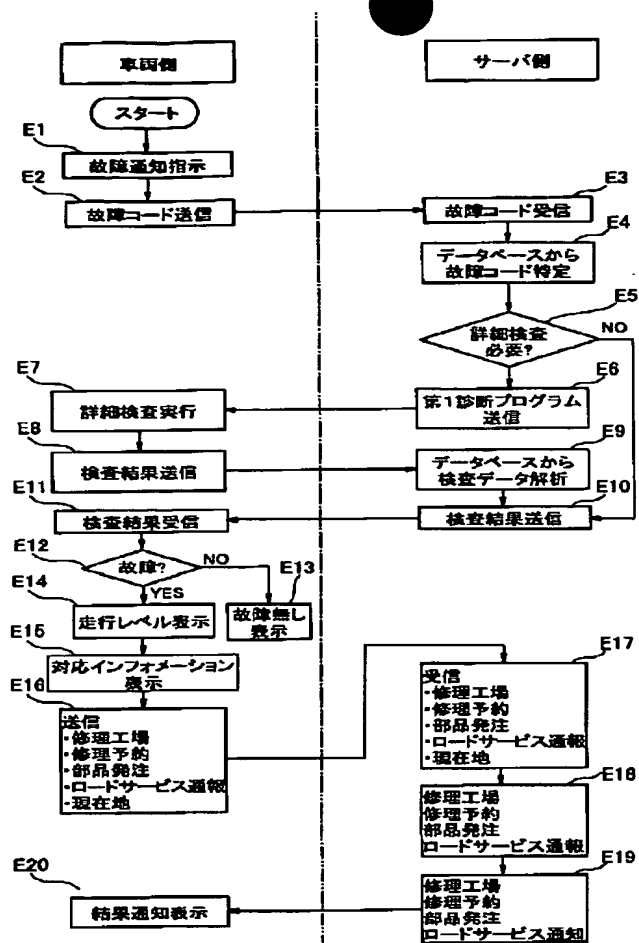 車両側
サーバ側
スタート
E1
故障通知指示
E2
故障コード送信
E3
故障コード受信
E4
データベースから
故障コード特定
E5
詳細検査
必要?
NO
E6
第1診断プログラム
送信
E7
詳細検査実行
E8
検査結果送信
E9
データベースから
検査データ解析
E10
検査結果送信
E11
検査結果受信
E12
故障?
NO
YES
E13
故障無し
表示
E14
走行レベル表示
E15
対応インフォメーション
表示
E16
送信
・修理工場
・修理予約
・部品発注
・ロードサービス通報
・現在地
E17
受信
・修理工場
・修理予約
・部品発注
・ロードサービス通報
・現在地
E18
修理工場
修理予約
部品発注
ロードサービス通報
E19
修理工場
修理予約
部品発注
ロードサービス通知
E20
結果通知表示